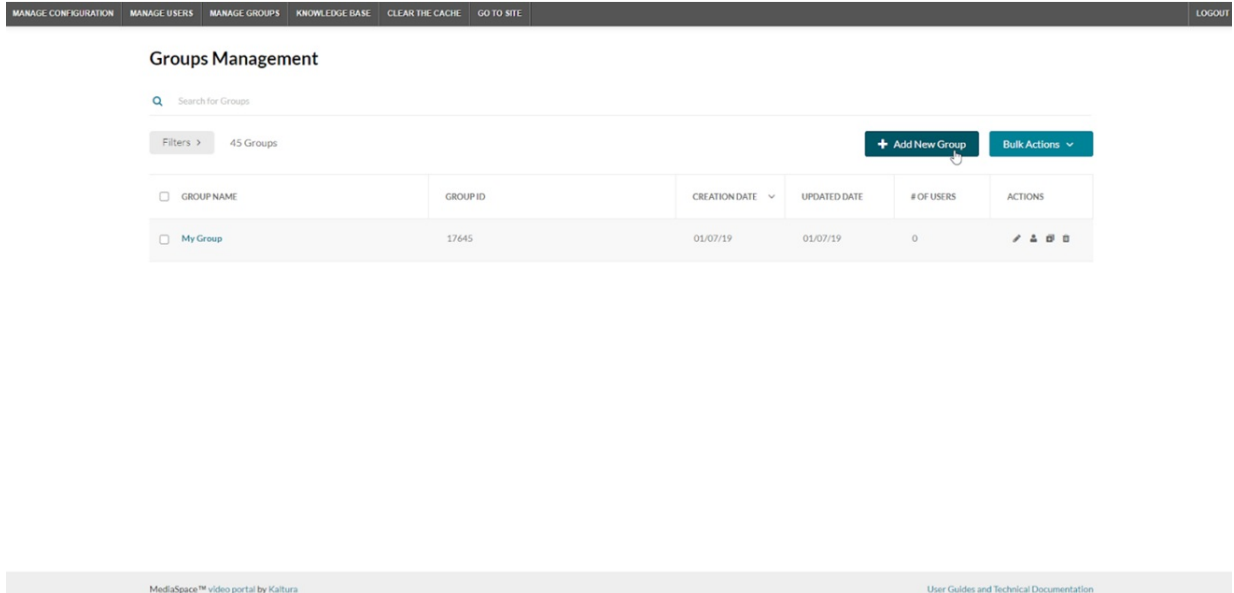 MANAGE CONFIGURATION MANAGE USERS MANAGE GROUPS KNOWLEDGE BASE CLEAR THE CACHE GO TO SITE LOGOUT
Groups Management
Search for Groups
Filters > 45 Groups + Add New Group Bulk Actions
GROUP NAME GROUP ID CREATION DATE UPDATED DATE # OF USERS ACTIONS
My Group 17645 01/07/19 01/07/19 0
MediaSpace™ video portal by Kaltura User Guides and Technical Documentation